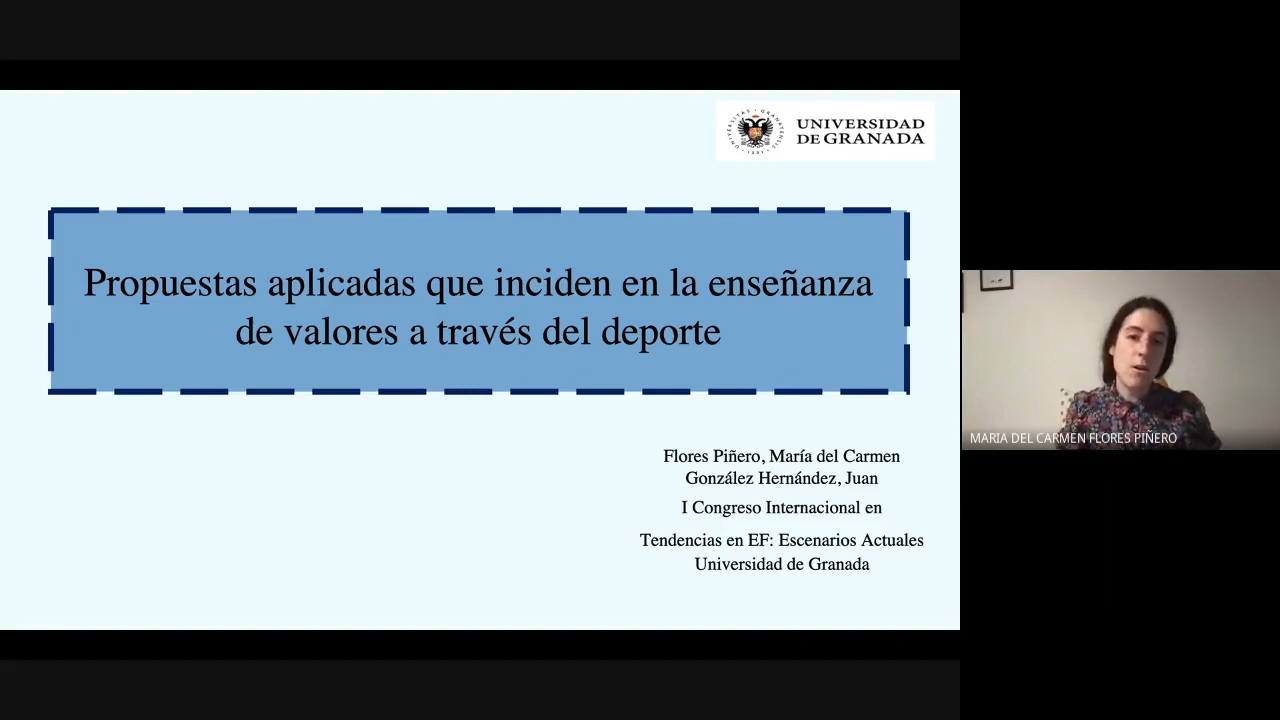 UNIVERSIDAD
DE GRANADA
Propuestas aplicadas que inciden en la enseñanza
de valores a través del deporte
Flores Piñero, María del Carmen
González Hernández, Juan
I Congreso Internacional en
Tendencias en EF: Escenarios Actuales
Universidad de Granada
MARIA DEL CARMEN FLORES PIÑERO